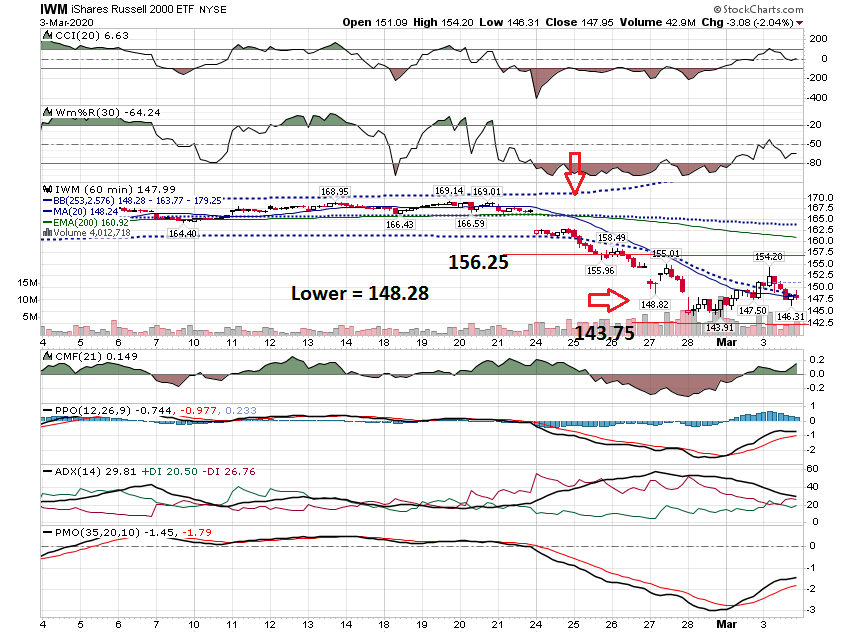 IWM iShares Russell 2000 ETF NYSE © StockCharts.com
3-Mar-2020 Open 151.09 High 154.20 Low 146.31 Close 147.95 Volume 42.9M Chg -3.08 (-2.04%)
CCI(20) 6.63
200
0
-200
-400
Wm%R(30) -64.24
-20
-50
-80
IWM (60 min) 147.99
BB(253,2.576) 148.28 - 163.77 - 179.25
MA(20) 148.24
EMA(200) 160.92
Volume 4,012,718
168.95
169.14
169.01
164.40
166.43
166.59
158.49
155.96
155.01
154.20
148.82
143.91
147.50
146.31
156.25
Lower = 148.28
143.75
170.0
167.5
165.0
162.5
160.0
157.5
155.0
152.5
150.0
147.5
145.0
142.5
15M
10M
5M
4 5 6 7 10 11 12 13 14 18 19 20 21 24 25 26 27 28 Mar 3
CMF(21) 0.149
0.2
0.0
-0.2
PPO(12,26,9) -0.744, -0.977, 0.233
1
0
-1
-2
ADX(14) 29.81 +DI 20.50 -DI 26.76
60
40
20
0
PMO(35,20,10) -1.45, -1.79
0
-1
-2
-3
4 5 6 7 10 11 12 13 14 18 19 20 21 24 25 26 27 28 Mar 3